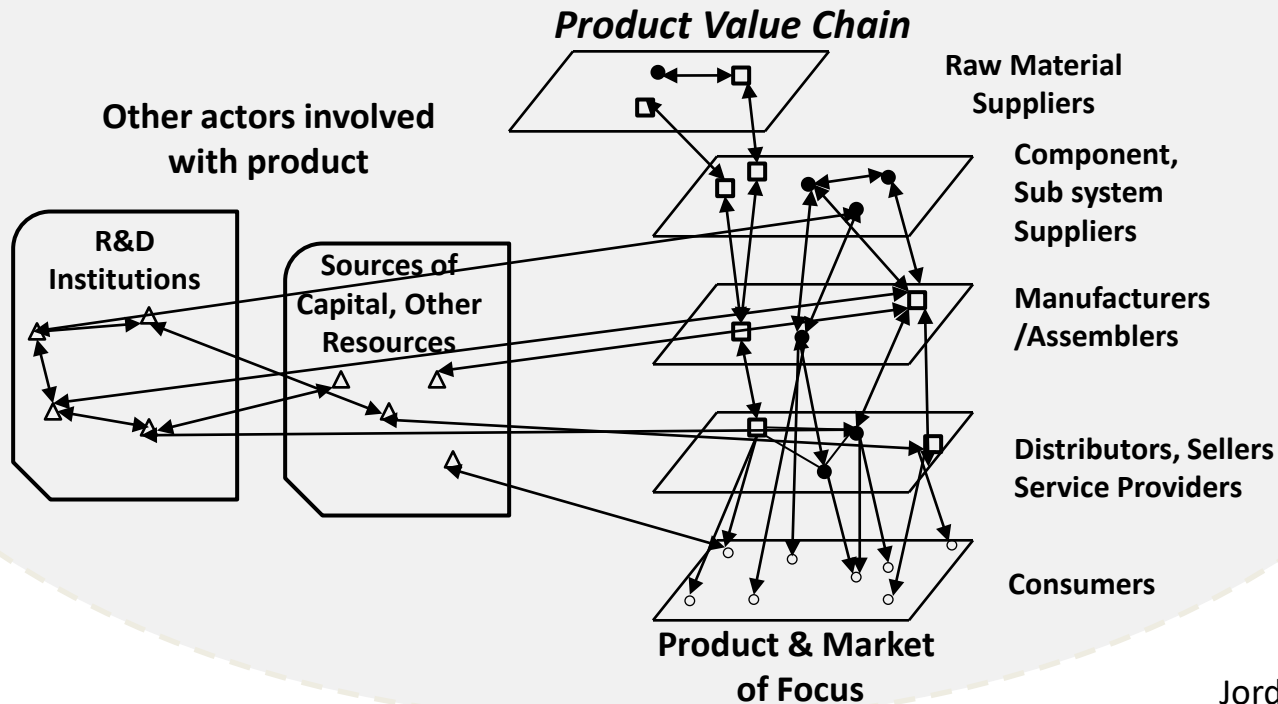 Product Value Chain
Raw Material
Suppliers
Other actors involved
with product
Component,
Sub system
Suppliers
R&D
Institutions
Sources of
Capital, Other
Resources
Manufacturers
/Assemblers
Distributors, Sellers
Service Providers
Consumers
Product & Market
of Focus
Jord